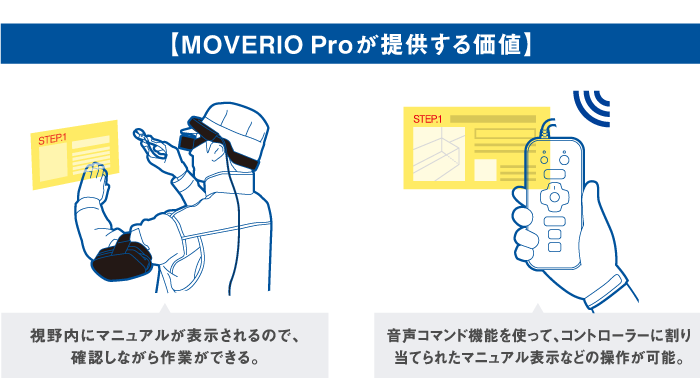 【MOVERIO Proが提供する価値】
STEP.1
STEP.1
視野内にマニュアルが表示されるので、
確認しながら作業ができる。
音声コマンド機能を使って、コントローラーに割り
当てられたマニュアル表示などの操作が可能。